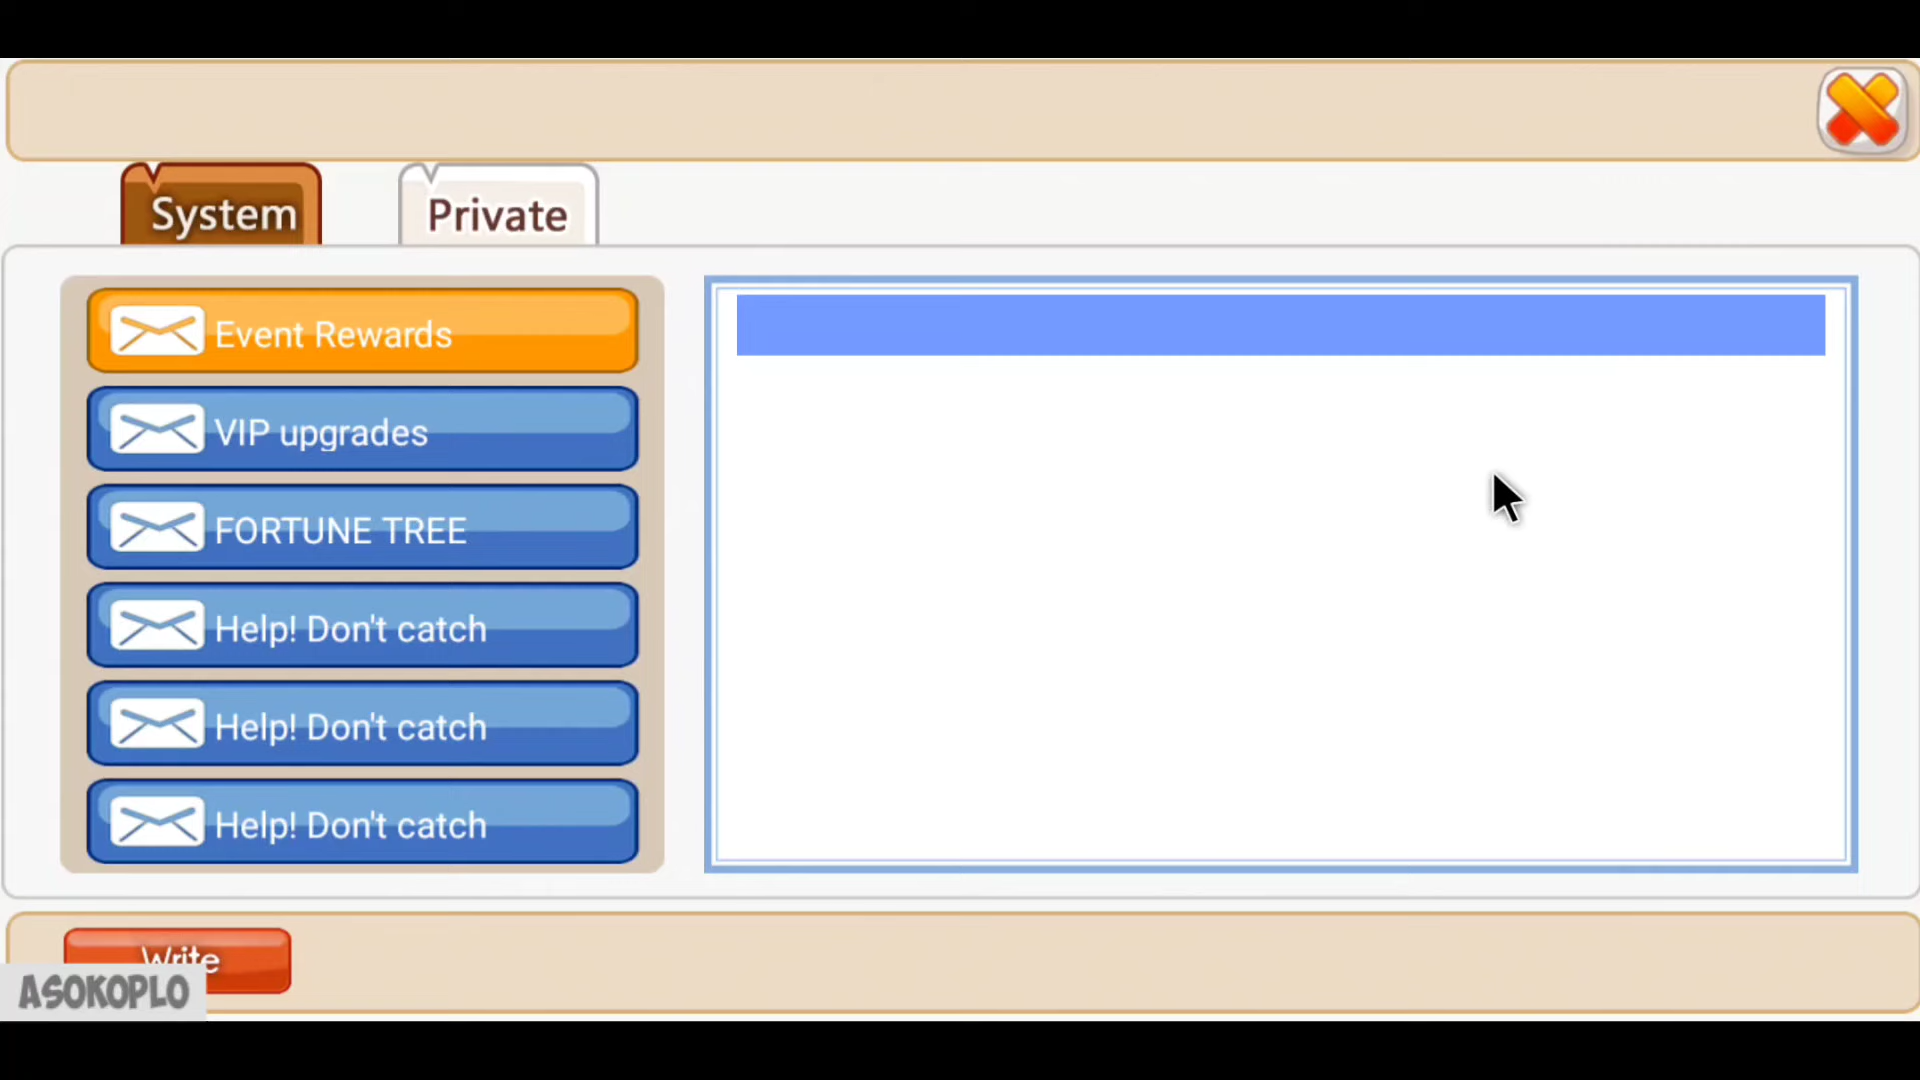 System
Private
Event Rewards
VIP upgrades
FORTUNE TREE
Help! Don't catch
Help! Don't catch
Help! Don't catch
Write
ASOKOPLO